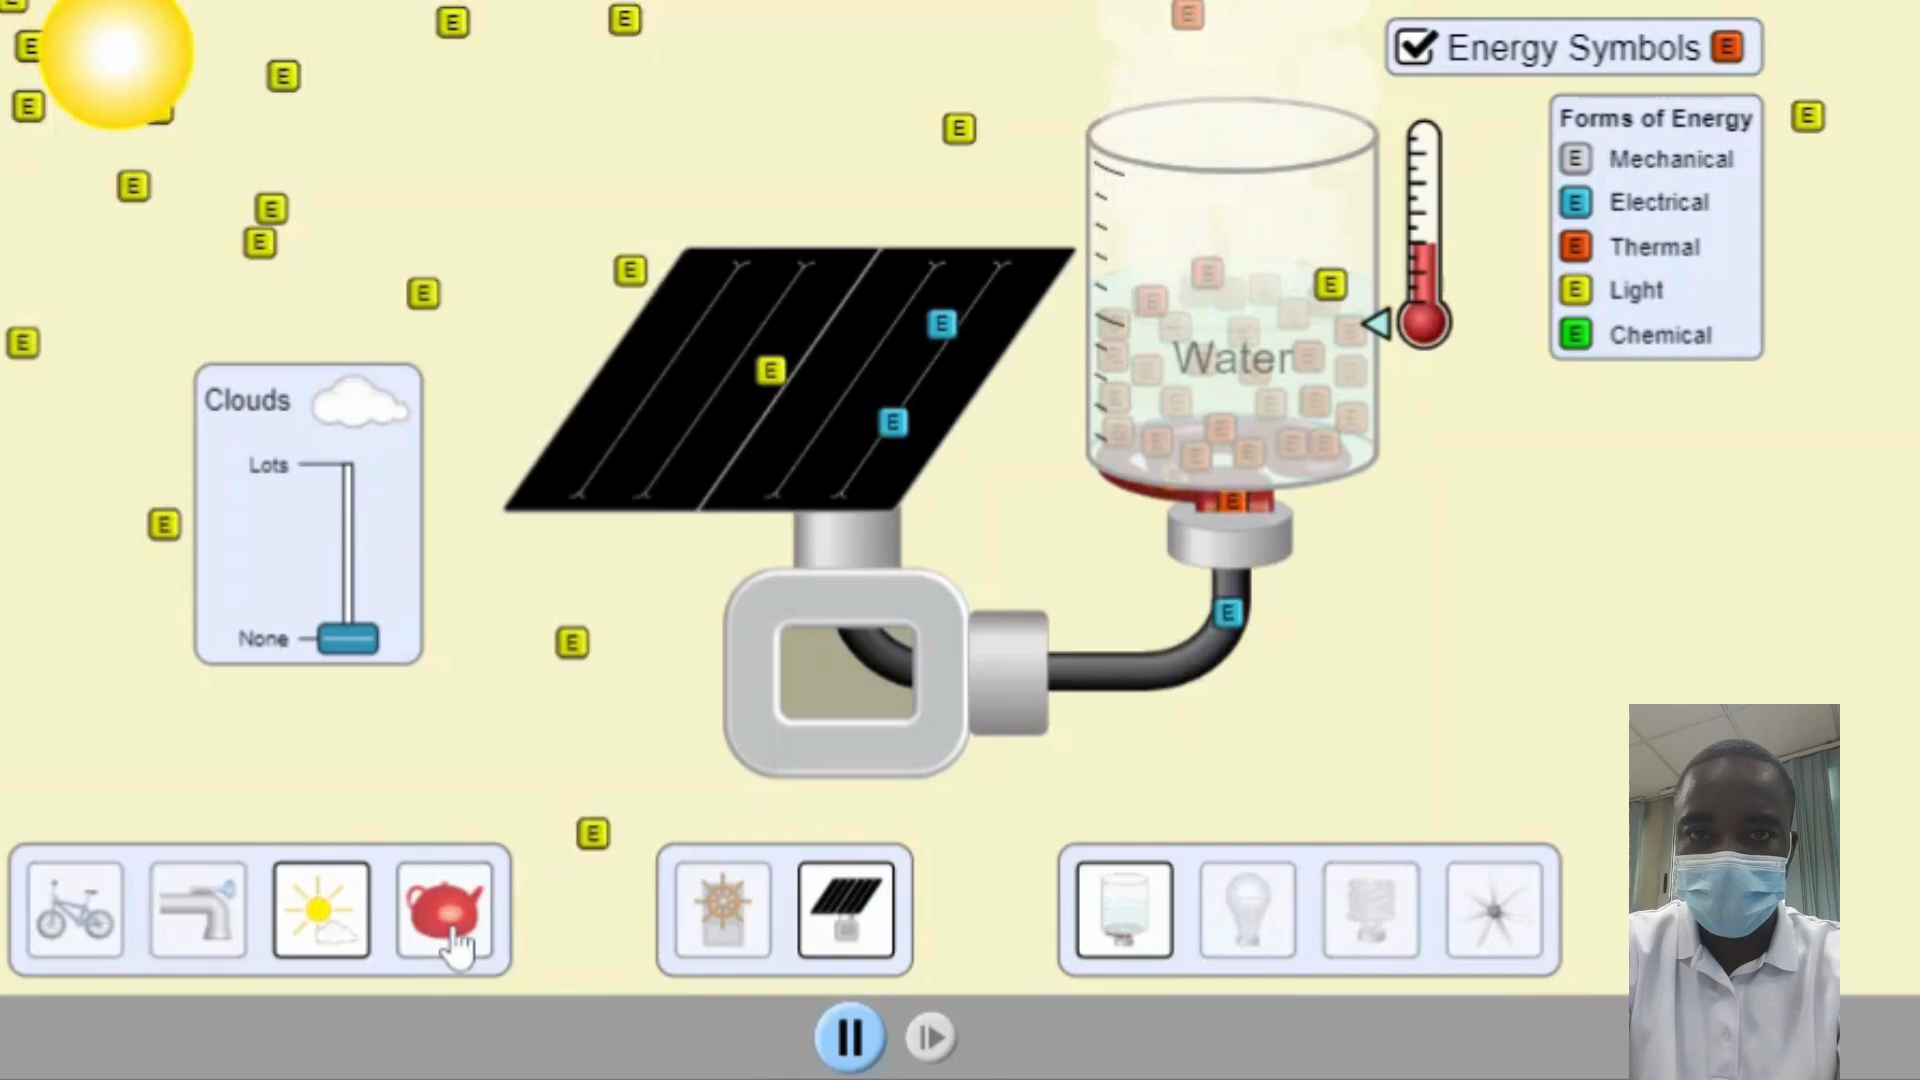 Energy Symbols E
Forms of Energy
E Mechanical
E Electrical
E Thermal
E Light
E Chemical
Clouds
Lots
None
Water